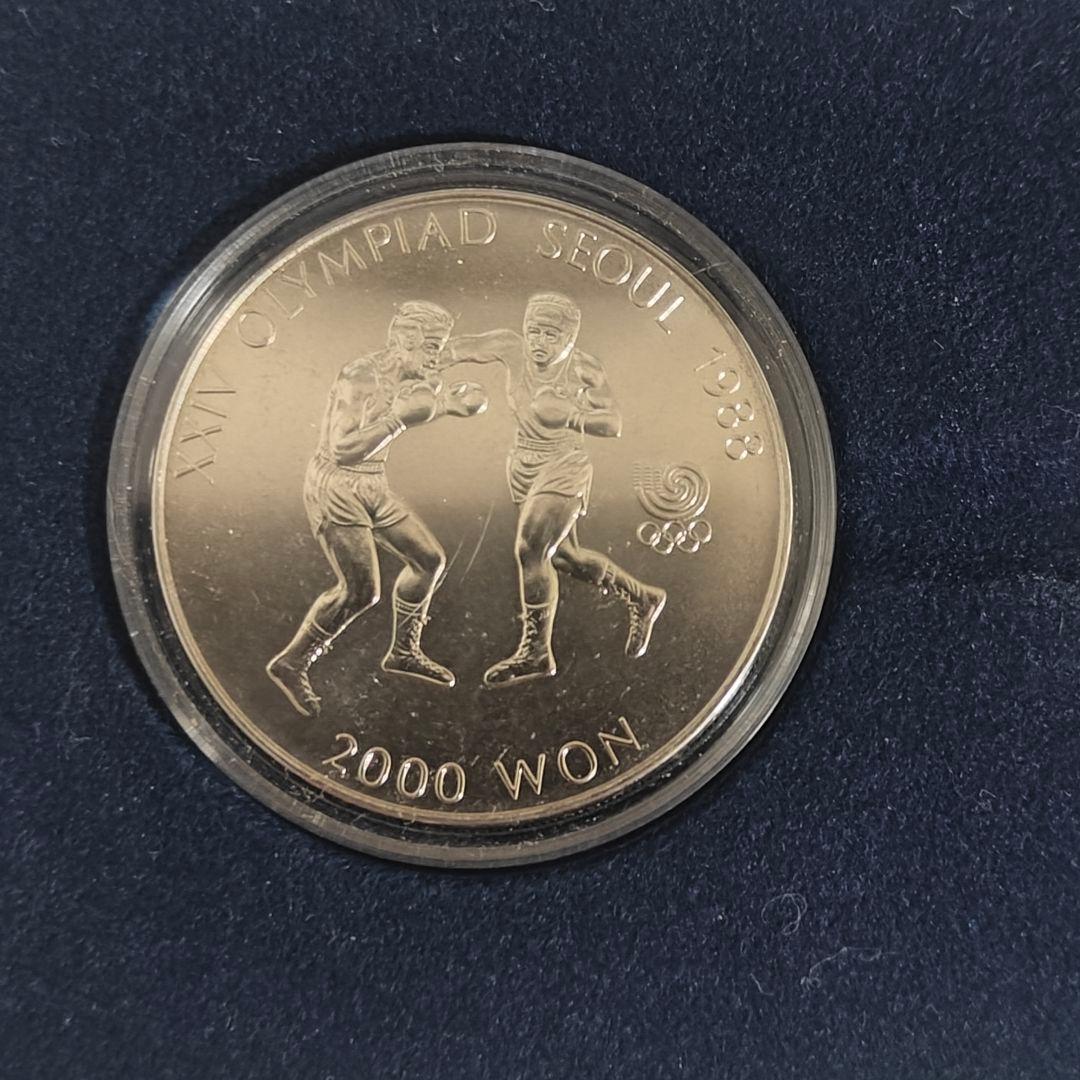 XXIV OLYMPIAD SEOUL 1988
2000 WON